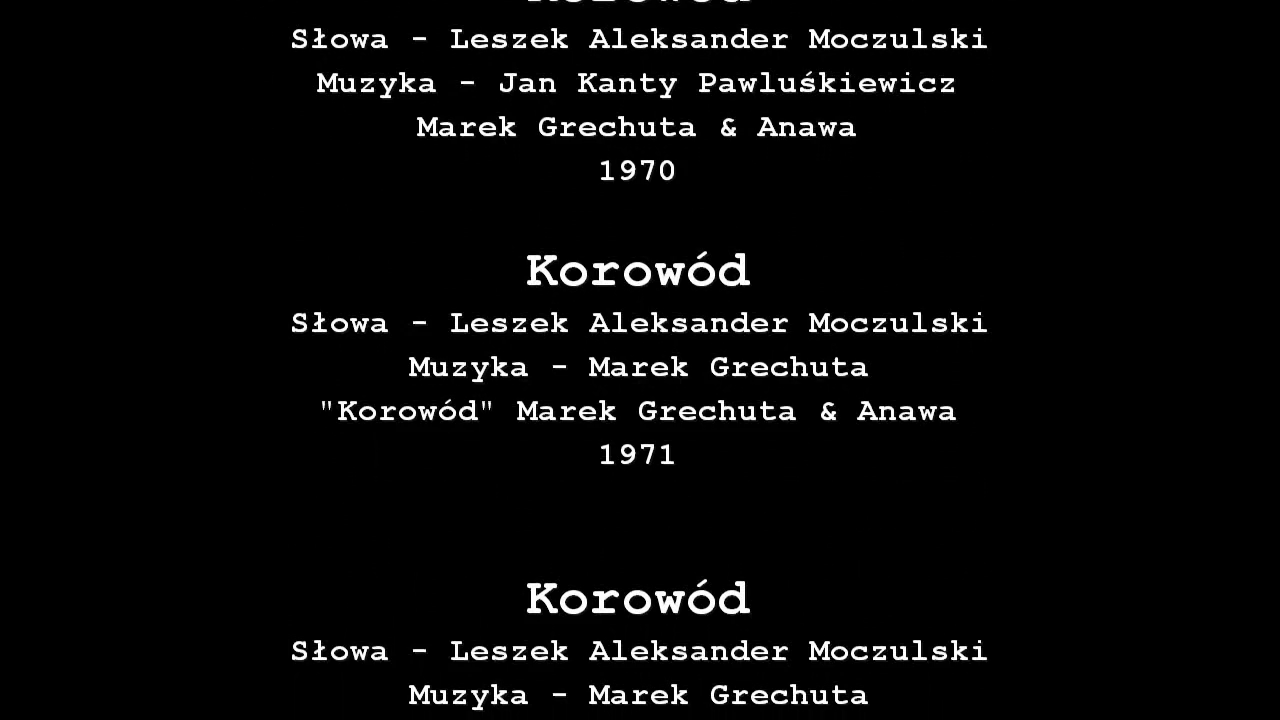 Korowód
Słowa - Leszek Aleksander Moczulski
Muzyka - Jan Kanty Pawluśkiewicz
Marek Grechuta & Anawa
1970
Korowód
Słowa - Leszek Aleksander Moczulski
Muzyka - Marek Grechuta
"Korowód" Marek Grechuta & Anawa
1971
Korowód
Słowa - Leszek Aleksander Moczulski
Muzyka - Marek Grechuta